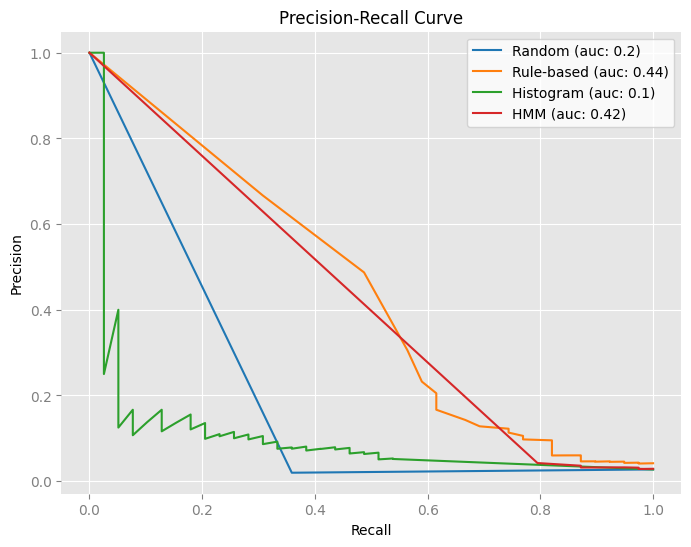 Precision-Recall Curve
Random (auc: 0.2)
Rule-based (auc: 0.44)
Histogram (auc: 0.1)
HMM (auc: 0.42)
Precision
1.0
0.8
0.6
0.4
0.2
0.0
0.0 0.2 0.4 0.6 0.8 1.0
Recall